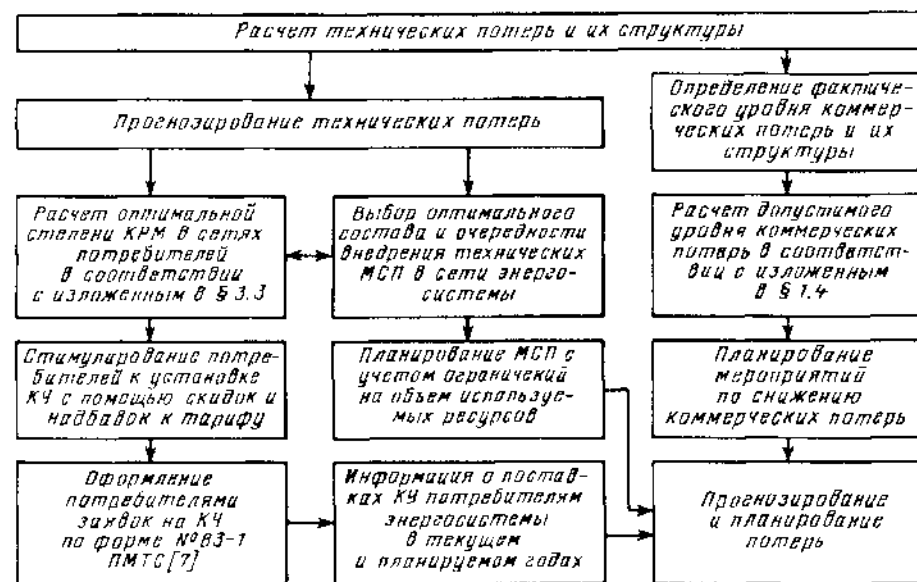 Расчет технических потерь и их структуры
Определение фактиче-
ского уровня коммер-
ческих потерь и их
структуры
Прогнозирование технических потерь
Расчет оптимальной
степени КРМ в сетях
потребителей
в соответствии
с изложенным в § 3.3
Выбор оптимального
состава и очередности
внедрения технических
МСП в сети энерго-
системы
Расчет допустимого
уровня коммерческих
потерь в соответст-
вии с изложенным
в § 1.4
Стимулирование потре-
бителей к установке
КУ с помощью скидок и
надбавок к тарифу
Планирование МСП с
учетом ограничений
на объем используе-
мых ресурсов
Планирование
мероприятий
по снижению
коммерческих потерь
Оформление
потребителями
заявок на КУ
по форме № 83-1
ПМТС [7]
Информация о постав-
ках КУ потребителям
энергосистемы
в текущем
и планируемом годах
Прогнозирование
и планирование
потерь